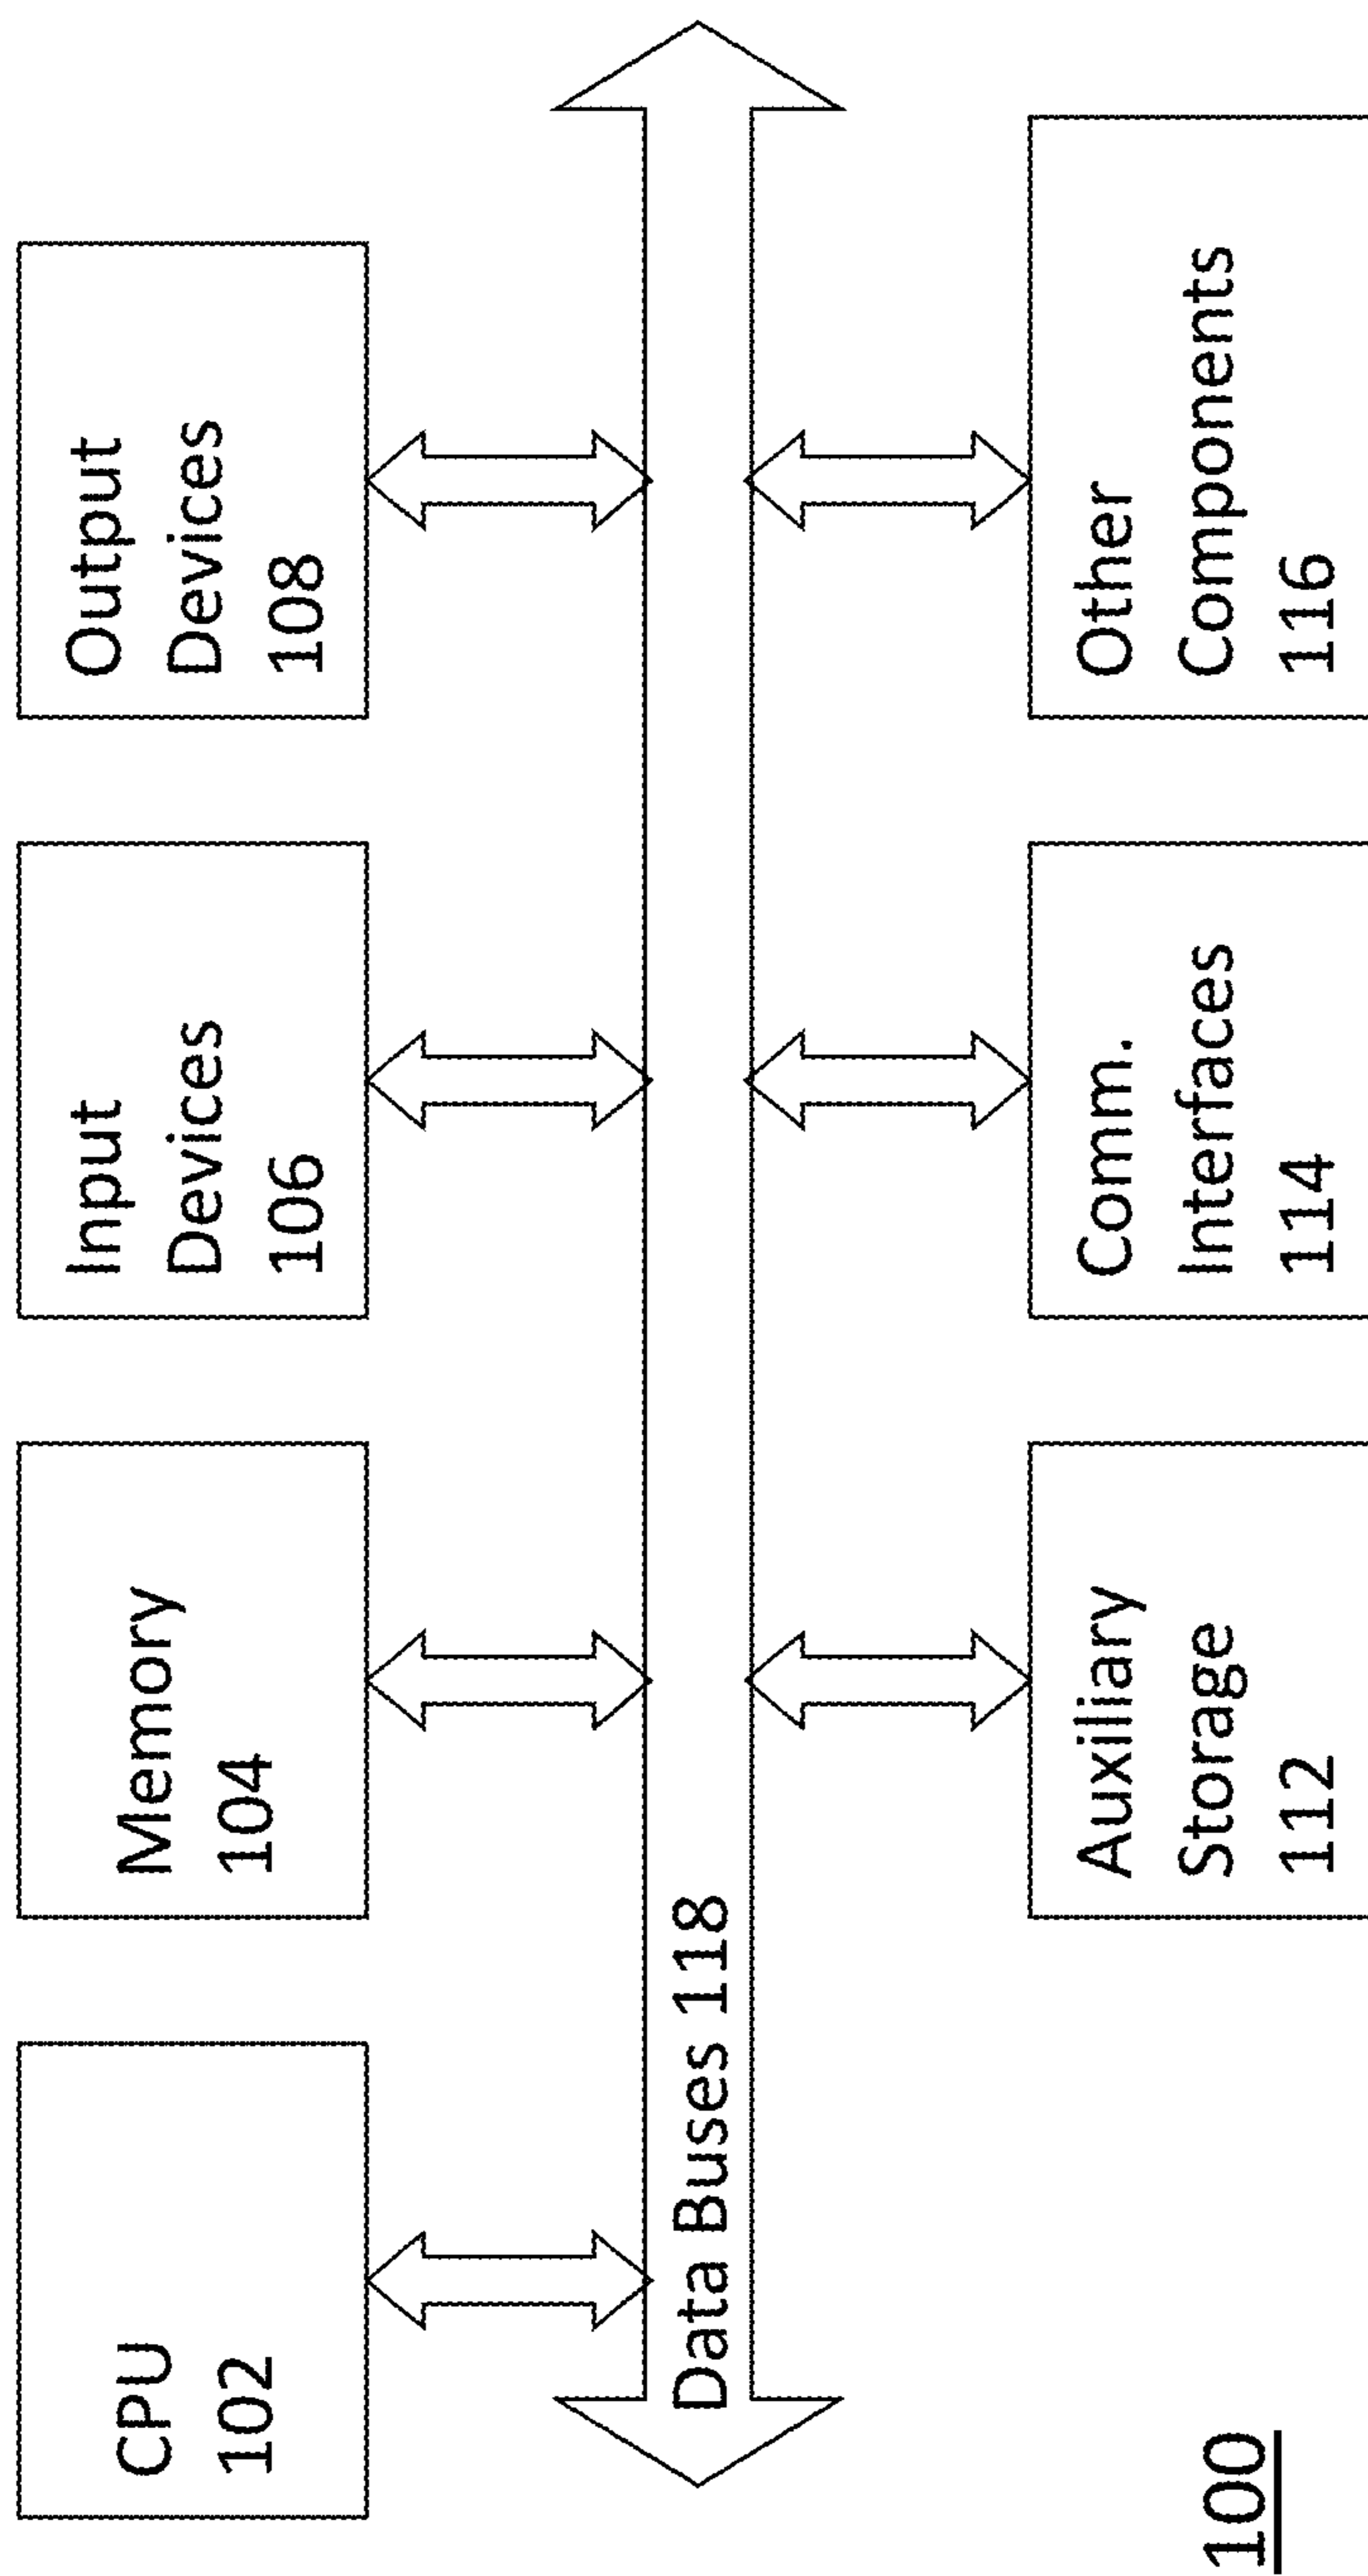 CPU
102
Memory
104
Input
Devices
106
Output
Devices
108
Data Buses 118
Auxiliary
Storage
112
Comm.
Interfaces
114
Other
Components
116
100